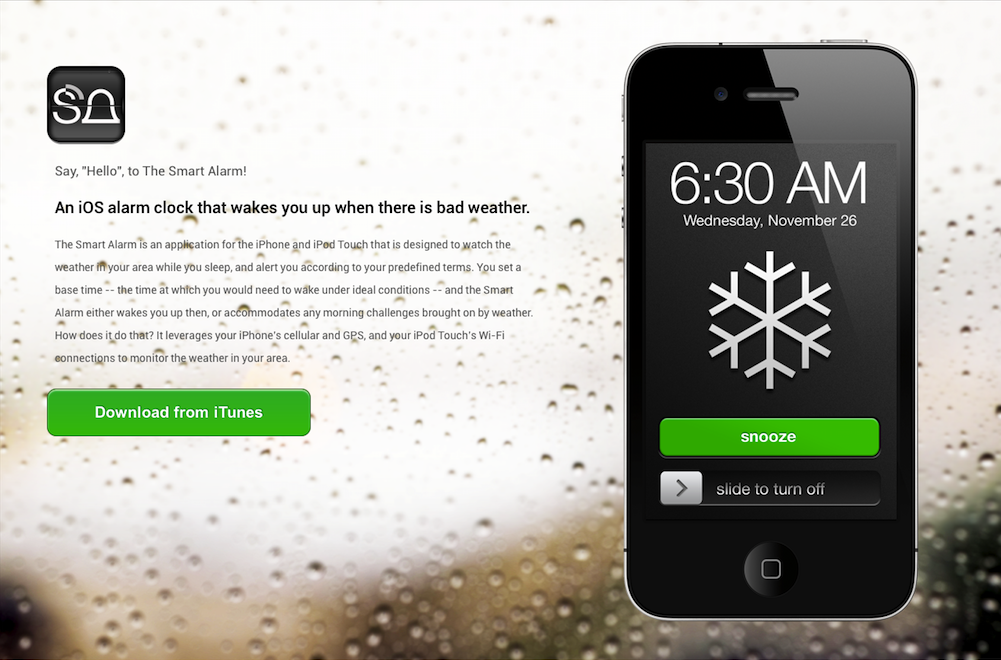 SA
Say, "Hello", to The Smart Alarm!
An iOS alarm clock that wakes you up when there is bad weather.
The Smart Alarm is an application for the iPhone and iPod Touch that is designed to watch the
weather in your area while you sleep, and alert you according to your predefined terms. You set a
base time -- the time at which you would need to wake under ideal conditions -- and the Smart
Alarm either wakes you up then, or accommodates any morning challenges brought on by weather.
How does it do that? It leverages your iPhone's cellular and GPS, and your iPod Touch's Wi-Fi
connections to monitor the weather in your area.
Download from iTunes
6:30 AM
Wednesday, November 26
snooze
slide to turn off